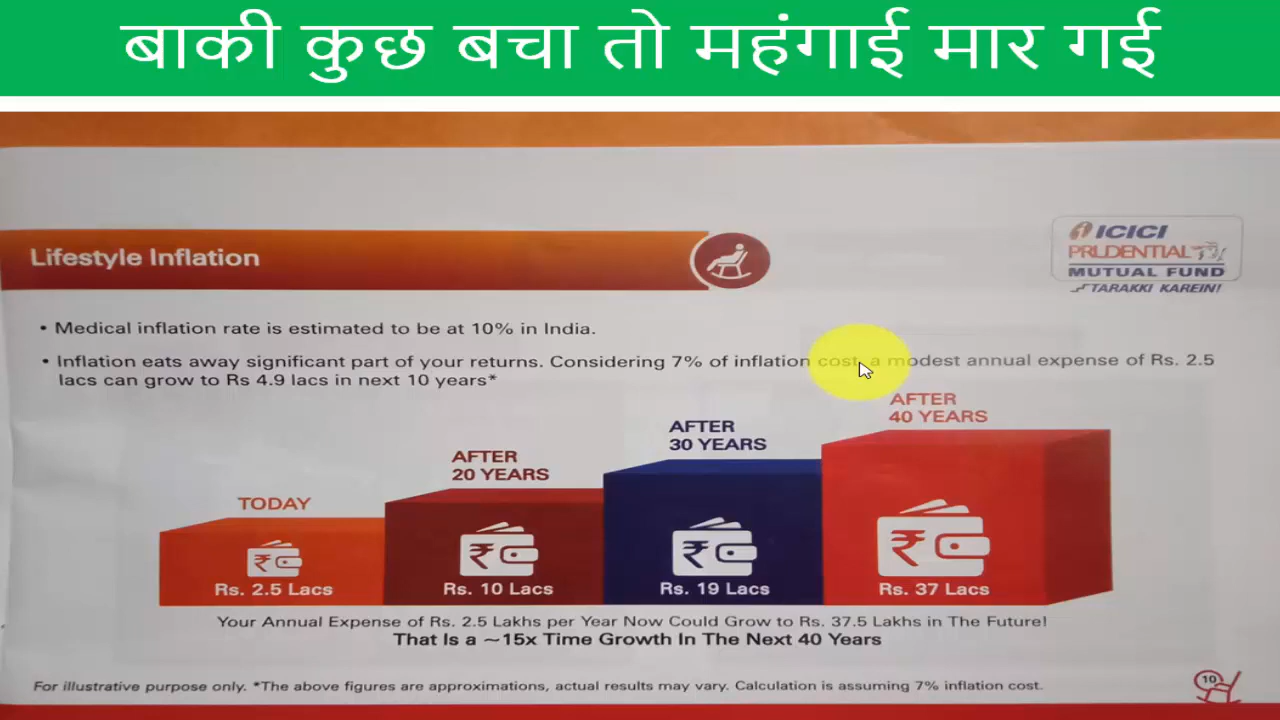 बाकी कुछ बचा तो महंगाई मार गई
Lifestyle Inflation
ICICI
PRUDENTIAL
MUTUAL FUND
TARAKKI KAREIN!
• Medical inflation rate is estimated to be at 10% in India.
• Inflation eats away significant part of your returns. Considering 7% of inflation cost, a modest annual expense of Rs. 2.5
lacs can grow to Rs 4.9 lacs in next 10 years*
TODAY
Rs. 2.5 Lacs
AFTER
20 YEARS
Rs. 10 Lacs
AFTER
30 YEARS
Rs. 19 Lacs
AFTER
40 YEARS
Rs. 37 Lacs
Your Annual Expense of Rs. 2.5 Lakhs per Year Now Could Grow to Rs. 37.5 Lakhs in The Future!
That Is a ~15x Time Growth In The Next 40 Years
For illustrative purpose only. *The above figures are approximations, actual results may vary. Calculation is assuming 7% inflation cost.
10